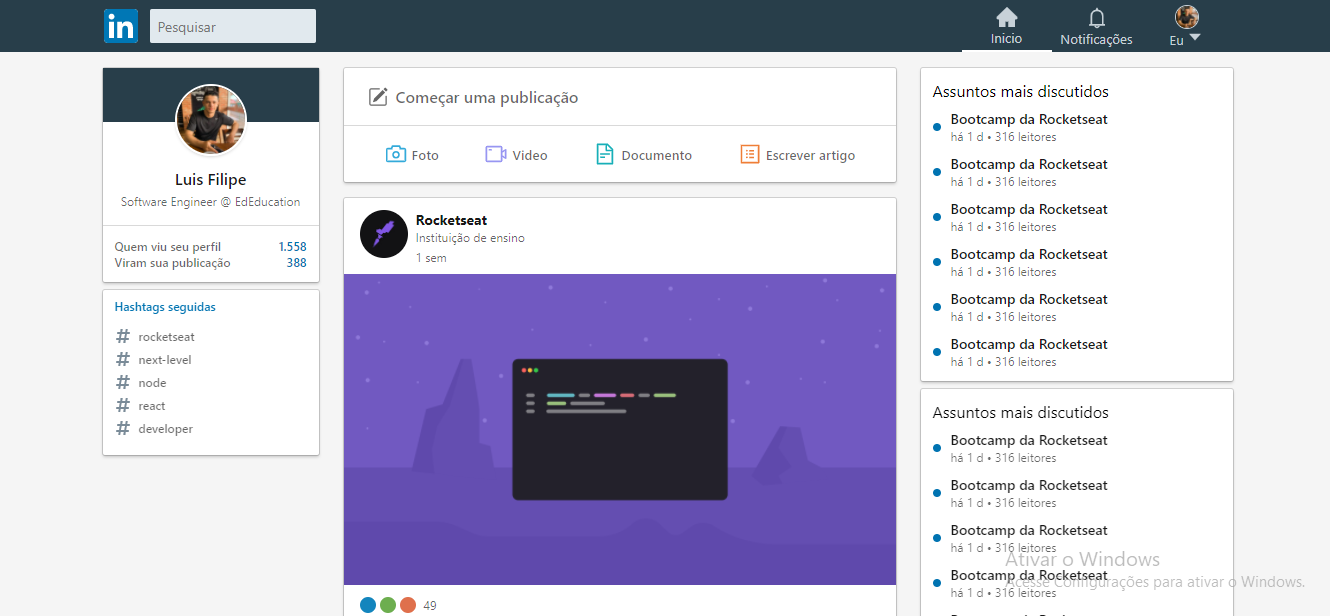 in
Pesquisar
Inicio
Notificações
Eu
Luis Filipe
Software Engineer @ EdEducation
Quem viu seu perfil 1.558
Viram sua publicação 388
Hashtags seguidas
# rocketseat
# next-level
# node
# react
# developer
Começar uma publicação
Foto
Video
Documento
Escrever artigo
Rocketseat
Instituição de ensino
1 sem
49
Assuntos mais discutidos
Bootcamp da Rocketseat
há 1 d • 316 leitores
Bootcamp da Rocketseat
há 1 d • 316 leitores
Bootcamp da Rocketseat
há 1 d • 316 leitores
Bootcamp da Rocketseat
há 1 d • 316 leitores
Bootcamp da Rocketseat
há 1 d • 316 leitores
Bootcamp da Rocketseat
há 1 d • 316 leitores
Assuntos mais discutidos
Bootcamp da Rocketseat
há 1 d • 316 leitores
Bootcamp da Rocketseat
há 1 d • 316 leitores
Bootcamp da Rocketseat
há 1 d • 316 leitores
Bootcamp da Rocketseat
há 1 d • 316 leitores
Ativar o Windows
Acesse Configurações para ativar o Windows.